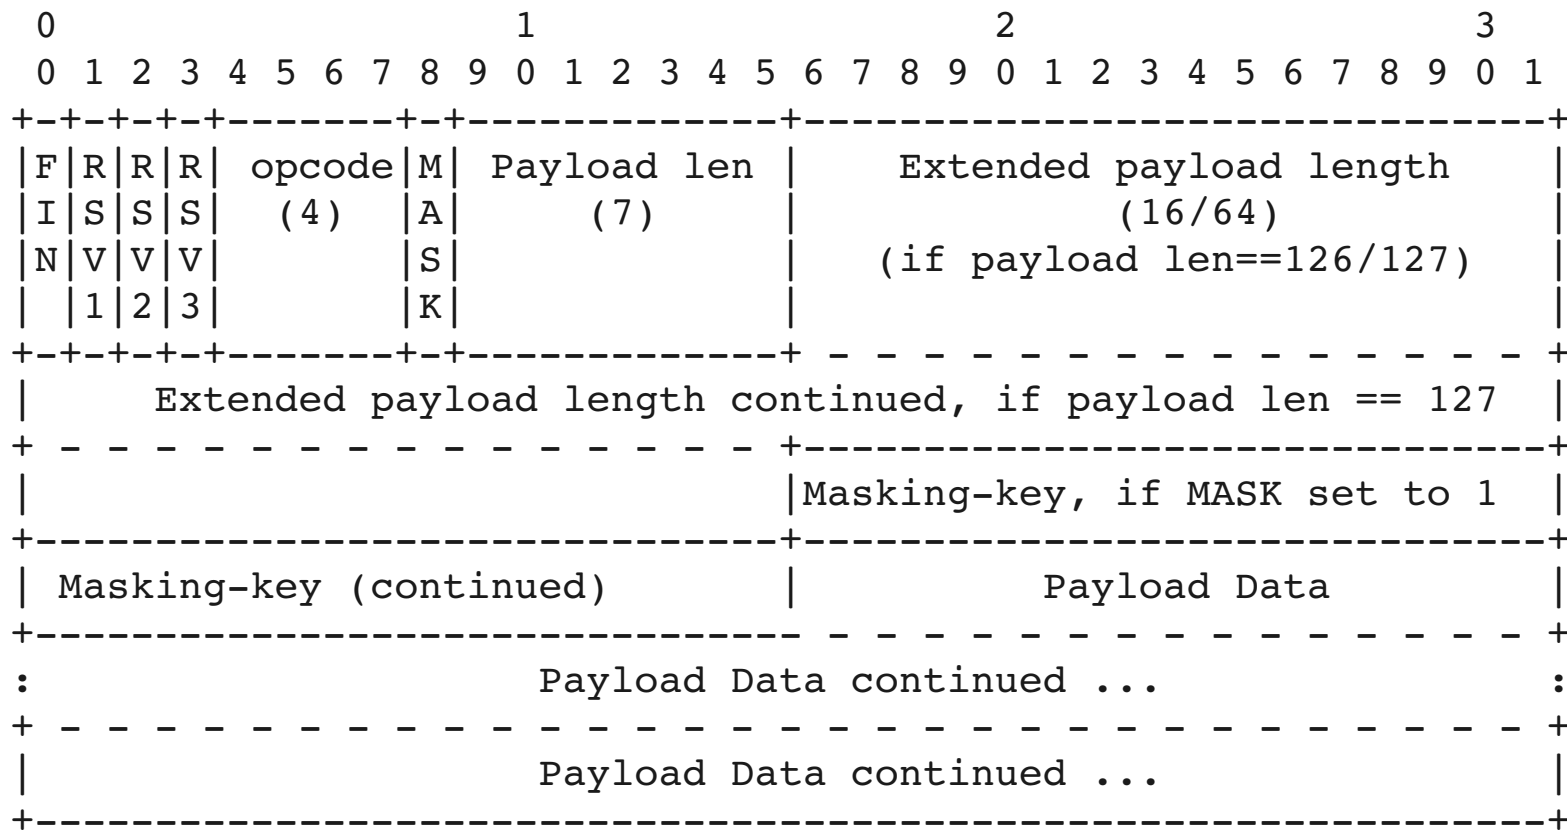 0                   1                   2                   3
 0 1 2 3 4 5 6 7 8 9 0 1 2 3 4 5 6 7 8 9 0 1 2 3 4 5 6 7 8 9 0 1
+-+-+-+-+-------+-+-------------+-------------------------------+
|F|R|R|R| opcode|M| Payload len |    Extended payload length    |
|I|S|S|S|  (4)  |A|     (7)     |             (16/64)           |
|N|V|V|V|       |S|             |   (if payload len==126/127)   |
| |1|2|3|       |K|             |                               |
+-+-+-+-+-------+-+-------------+ - - - - - - - - - - - - - - - +
|     Extended payload length continued, if payload len == 127  |
+ - - - - - - - - - - - - - - - +-------------------------------+
|                               |Masking-key, if MASK set to 1  |
+-------------------------------+-------------------------------+
| Masking-key (continued)       |          Payload Data         |
+-------------------------------- - - - - - - - - - - - - - - - +
:                     Payload Data continued ...                :
+ - - - - - - - - - - - - - - - - - - - - - - - - - - - - - - - +
|                     Payload Data continued ...                |
+---------------------------------------------------------------+